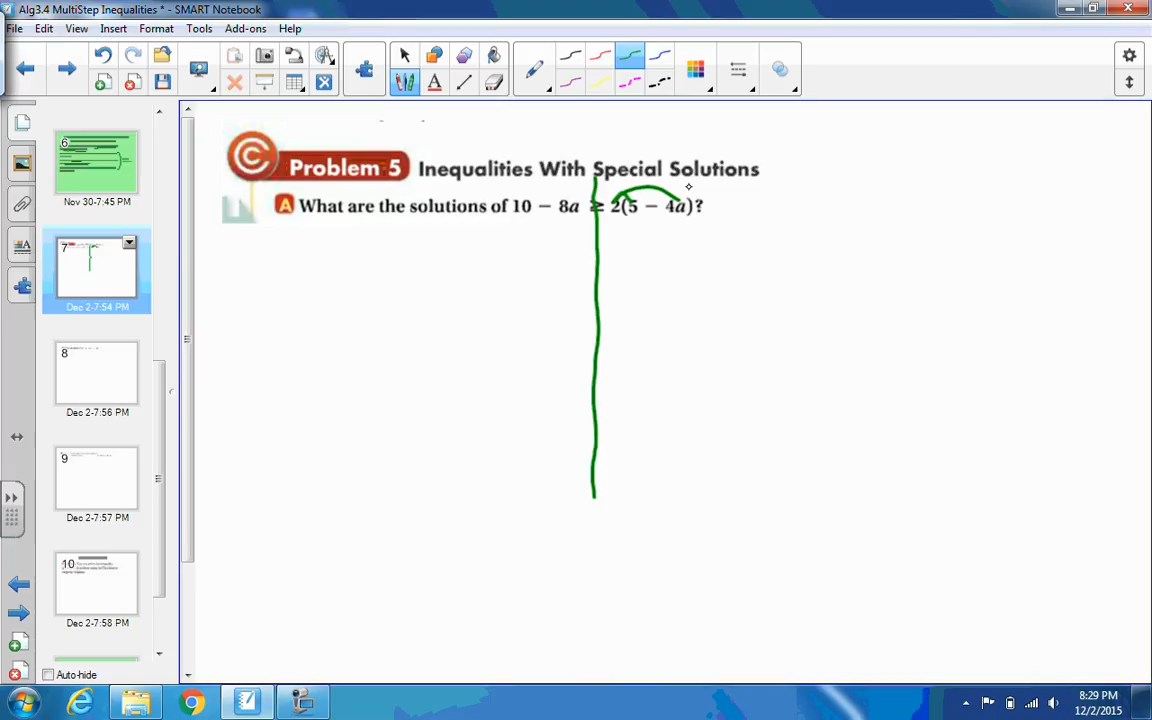 Alg3.4 MultiStep Inequalities * - SMART Notebook
File Edit View Insert Format Tools Add-ons Help
6
Nov 30-7:45 PM
7
Dec 2-7:54 PM
8
Dec 2-7:56 PM
9
Dec 2-7:57 PM
10
Dec 2-7:58 PM
Auto-hide
C Problem 5 Inequalities With Special Solutions
A What are the solutions of 10 − 8a ≥ 2(5 − 4a)?
8:29 PM
12/2/2015